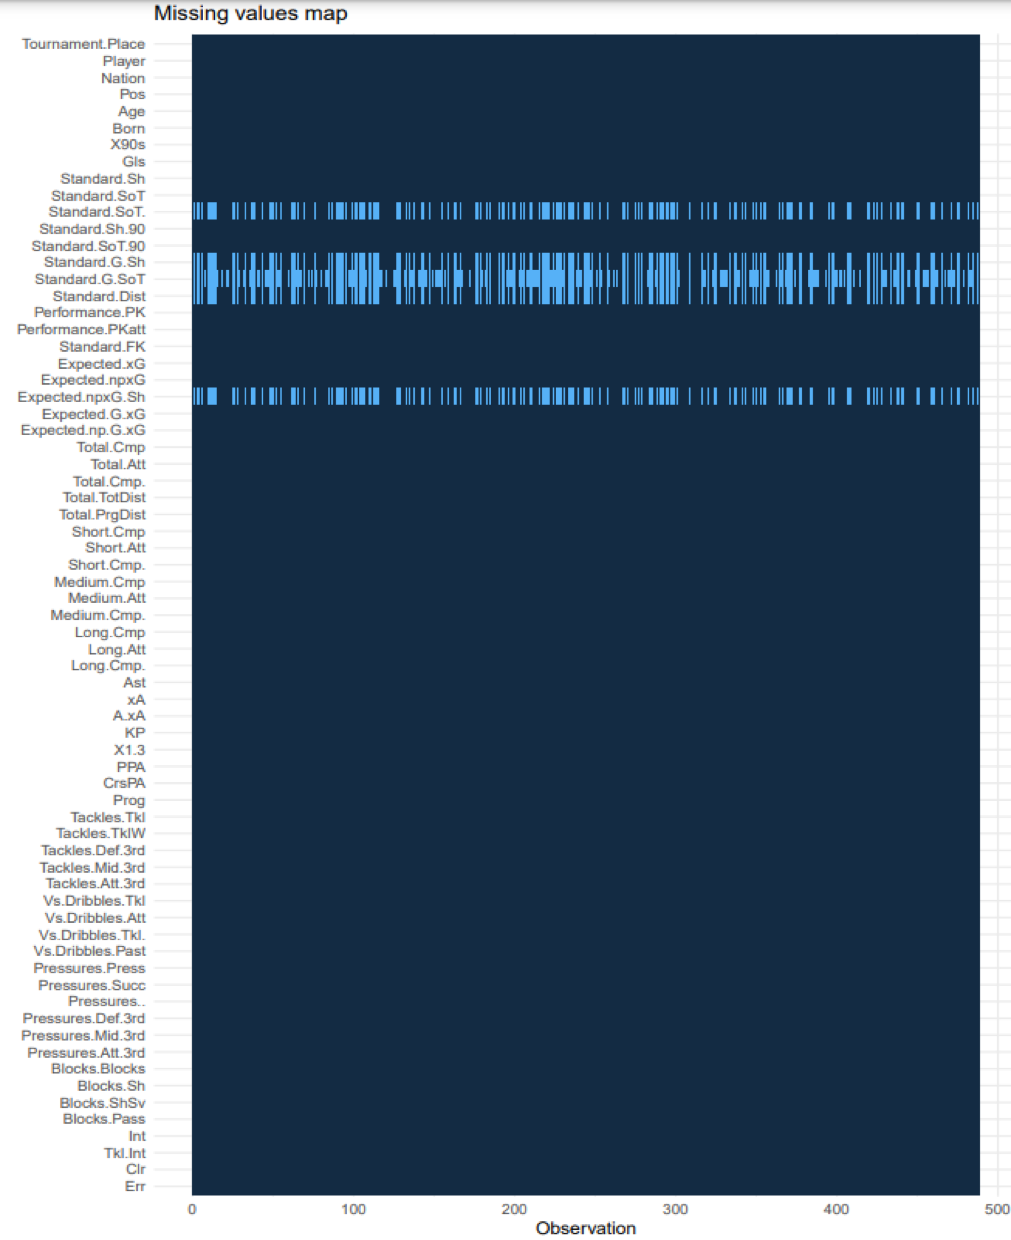 Missing values map
Tournament.Place
Player
Nation
Pos
Age
Born
X90s
Gls
Standard.Sh
Standard.SoT
Standard.SoT.
Standard.Sh.90
Standard.SoT.90
Standard.G.Sh
Standard.G.SoT
Standard.Dist
Performance.PK
Performance.PKatt
Standard.FK
Expected.xG
Expected.npxG
Expected.npxG.Sh
Expected.G.xG
Expected.np.G.xG
Total.Cmp
Total.Att
Total.Cmp.
Total.TotDist
Total.PrgDist
Short.Cmp
Short.Att
Short.Cmp.
Medium.Cmp
Medium.Att
Medium.Cmp.
Long.Cmp
Long.Att
Long.Cmp.
Ast
xA
A.xA
KP
X1.3
PPA
CrsPA
Prog
Tackles.Tkl
Tackles.TklW
Tackles.Def.3rd
Tackles.Mid.3rd
Tackles.Att.3rd
Vs.Dribbles.Tkl
Vs.Dribbles.Att
Vs.Dribbles.Tkl.
Vs.Dribbles.Past
Pressures.Press
Pressures.Succ
Pressures..
Pressures.Def.3rd
Pressures.Mid.3rd
Pressures.Att.3rd
Blocks.Blocks
Blocks.Sh
Blocks.ShSv
Blocks.Pass
Int
Tkl.Int
Clr
Err
0 100 200 300 400 500
Observation